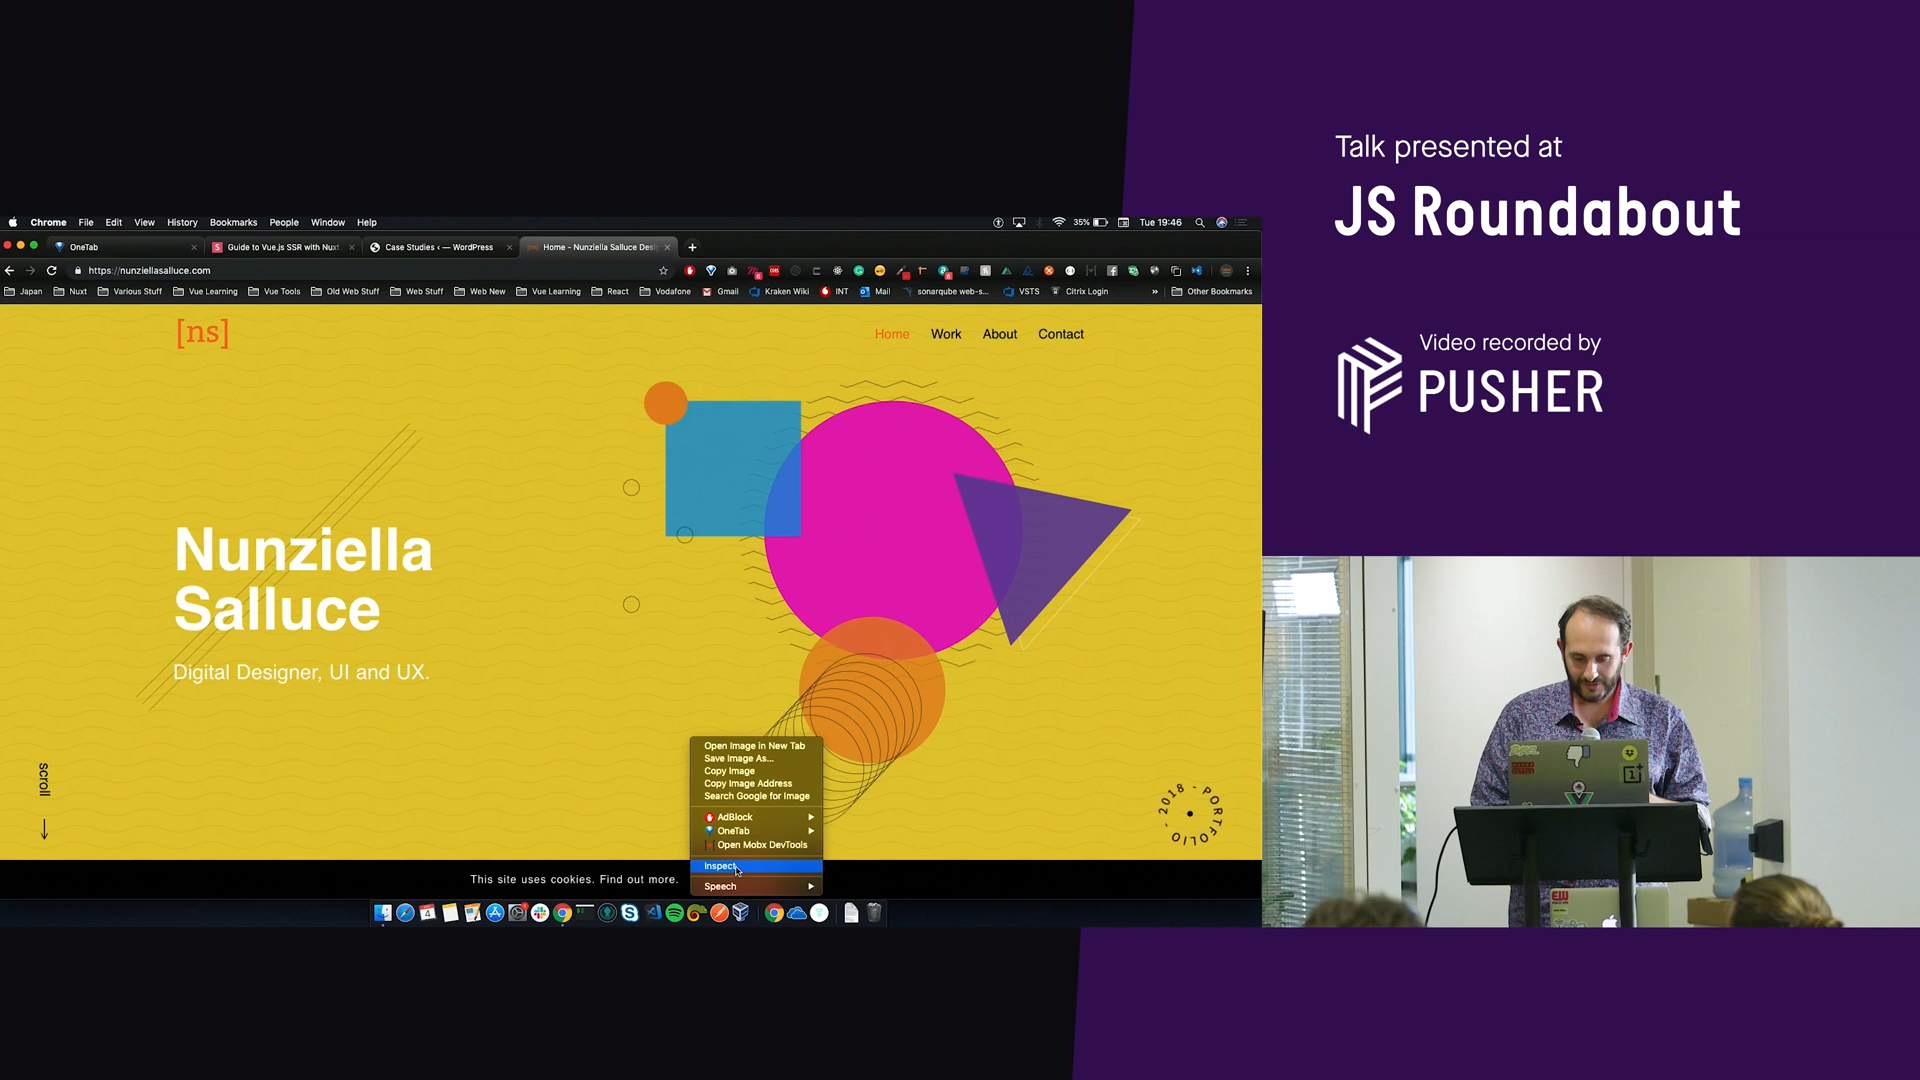 Talk presented at
JS Roundabout
Video recorded by
PUSHER
Chrome File Edit View History Bookmarks People Window Help
35% Tue 19:46
OneTab
Guide to Vue.js SSR with Nuxt
Case Studies ‹ — WordPress
Home - Nunziella Salluce Desi
https://nunziellasalluce.com
Japan Nuxt Various Stuff Vue Learning Vue Tools Old Web Stuff Web Stuff Web New Vue Learning React Vodafone Gmail Kraken Wiki INT Mail sonarqube web-s... VSTS Citrix Login » Other Bookmarks
[ns]
Home Work About Contact
Nunziella
Salluce
Digital Designer, UI and UX.
scroll
2018 - PORTFOLIO -
Open Image in New Tab
Save Image As...
Copy Image
Copy Image Address
Search Google for Image
AdBlock
OneTab
Open Mobx DevTools
Inspect
Speech
This site uses cookies. Find out more.